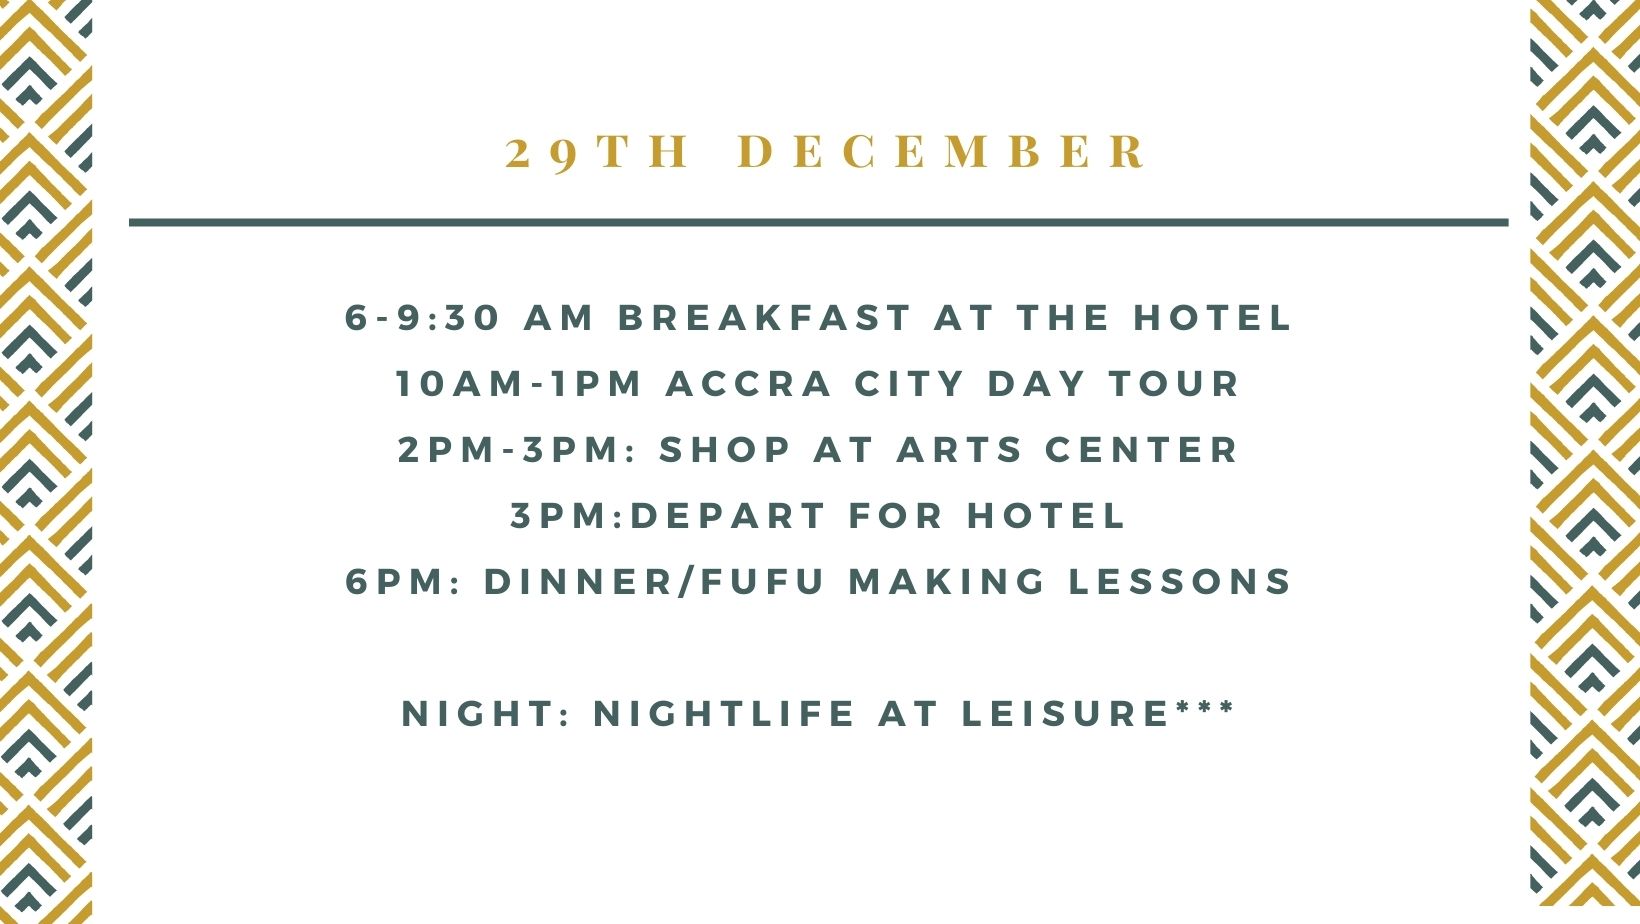 29TH DECEMBER
6-9:30 AM BREAKFAST AT THE HOTEL
10AM-1PM ACCRA CITY DAY TOUR
2PM-3PM: SHOP AT ARTS CENTER
3PM:DEPART FOR HOTEL
6PM: DINNER/FUFU MAKING LESSONS
NIGHT: NIGHTLIFE AT LEISURE***